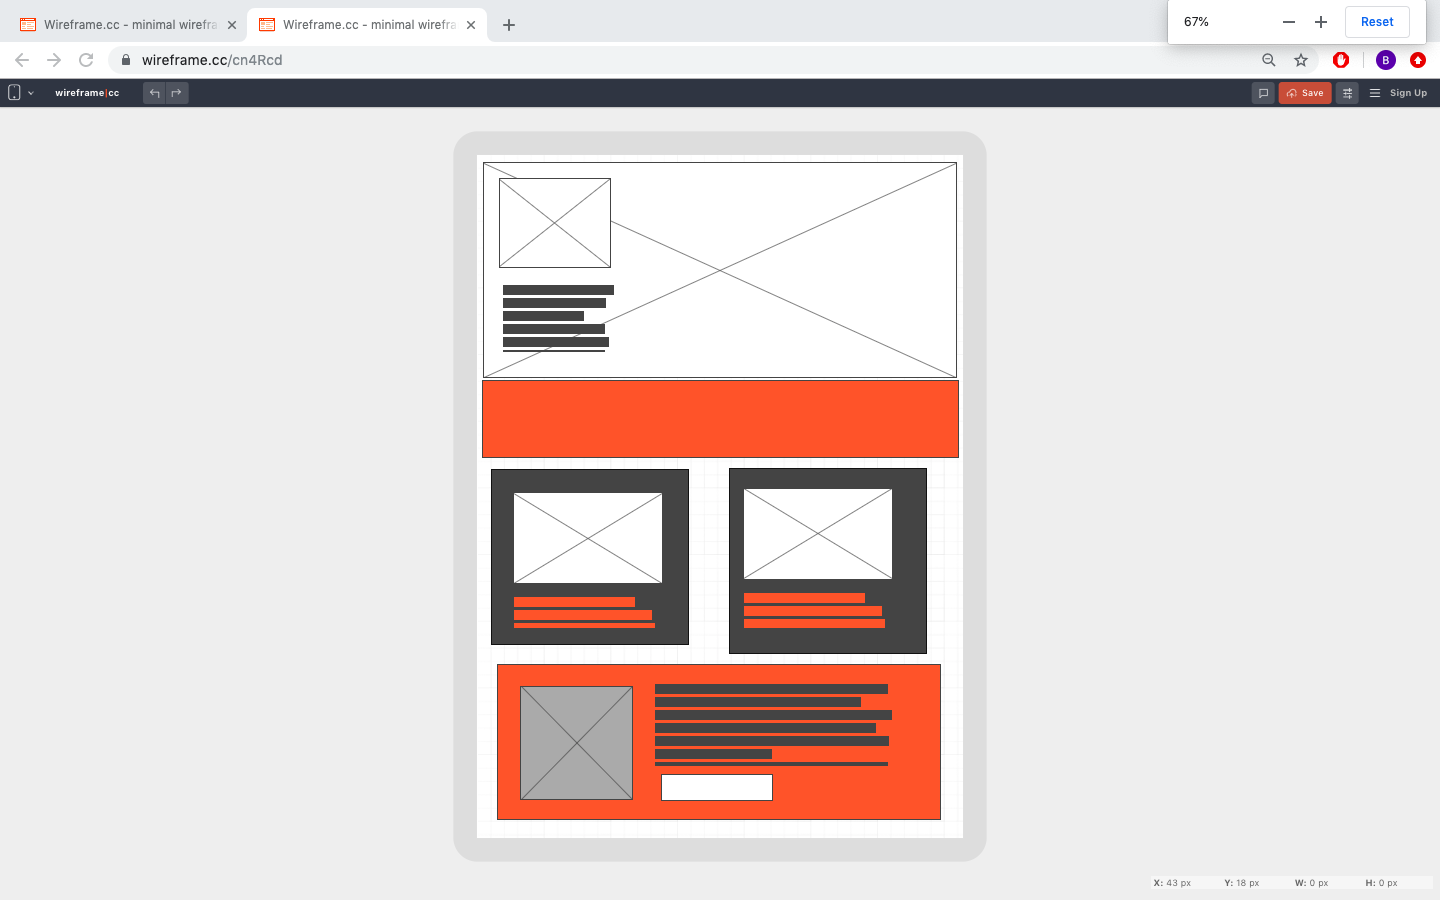 Wireframe.cc - minimal wirefra
Wireframe.cc - minimal wirefra
67%
Reset
wireframe.cc/cn4Rcd
B
wireframe|cc
Save
Sign Up
X: 43 px Y: 18 px W: 0 px H: 0 px